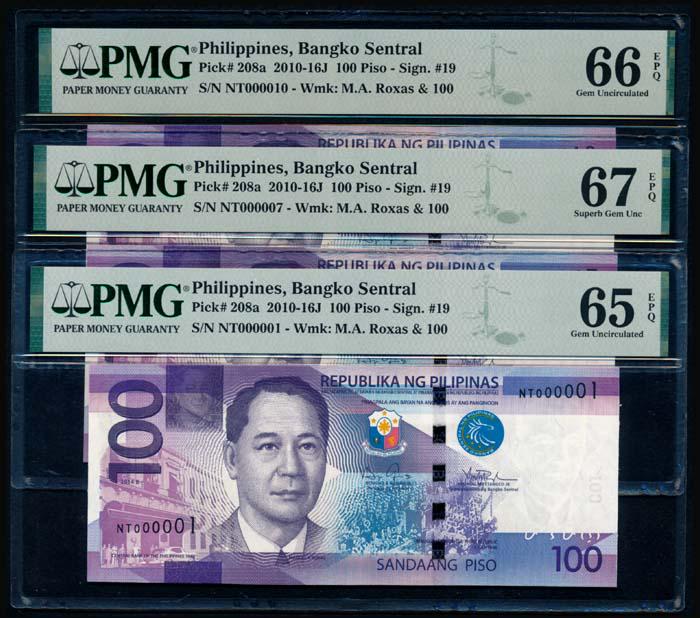 PMG®
PAPER MONEY GUARANTY
Philippines, Bangko Sentral
Pick# 208a 2010-16J 100 Piso - Sign. #19
S/N NT000010 - Wmk: M.A. Roxas & 100
66 EPQ
Gem Uncirculated
REPUBLIKA NG PILIPINAS
PMG®
PAPER MONEY GUARANTY
Philippines, Bangko Sentral
Pick# 208a 2010-16J 100 Piso - Sign. #19
S/N NT000007 - Wmk: M.A. Roxas & 100
67 EPQ
Superb Gem Unc
REPUBLIKA NG PILIPINAS
PMG®
PAPER MONEY GUARANTY
Philippines, Bangko Sentral
Pick# 208a 2010-16J 100 Piso - Sign. #19
S/N NT000001 - Wmk: M.A. Roxas & 100
65 EPQ
Gem Uncirculated
100
REPUBLIKA NG PILIPINAS
NT000001
NT000001
SANDAANG PISO
100